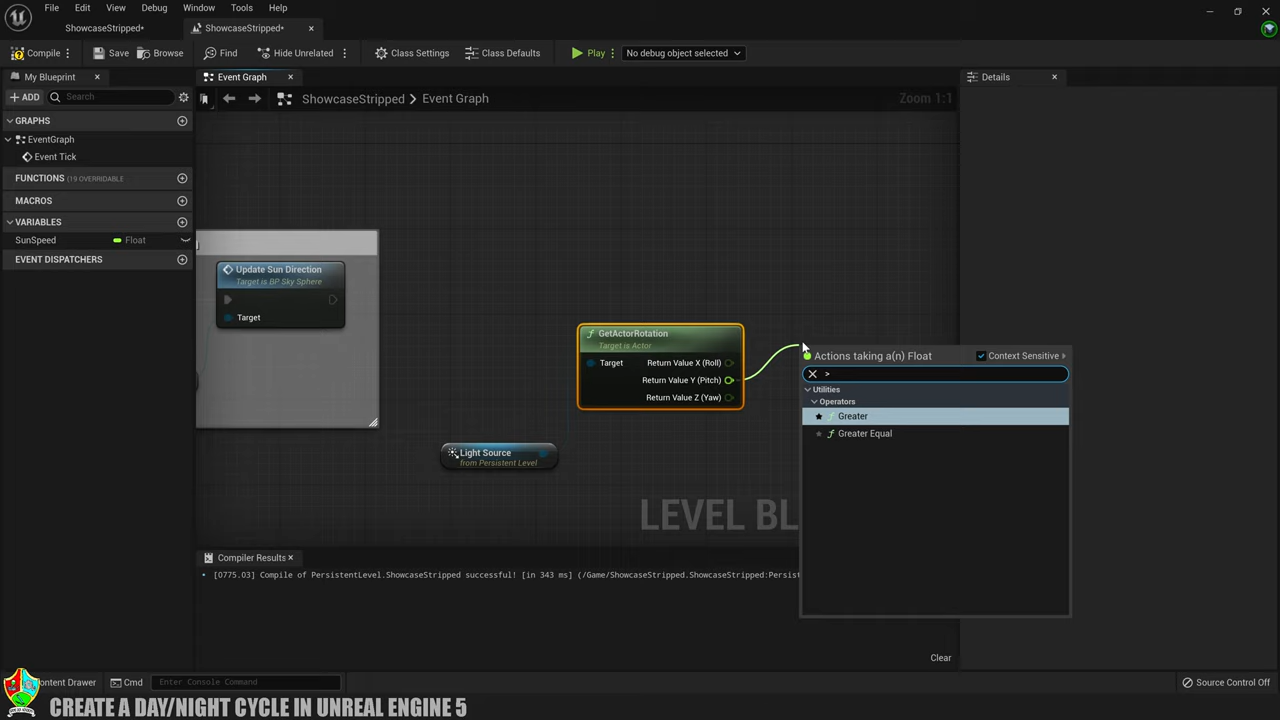 File Edit View Debug Window Tools Help
ShowcaseStripped* ShowcaseStripped*
Compile Save Browse Find Hide Unrelated Class Settings Class Defaults Play No debug object selected
My Blueprint Event Graph Details
ADD Search ShowcaseStripped > Event Graph Zoom 1:1
GRAPHS
EventGraph
Event Tick
FUNCTIONS (19 OVERRIDABLE
MACROS
VARIABLES
SunSpeed Float
EVENT DISPATCHERS
Update Sun Direction
Target is BP Sky Sphere
Target
GetActorRotation
Target is Actor
Target Return Value X (Roll)
Return Value Y (Pitch)
Return Value Z (Yaw)
Light Source
from Persistent Level
Actions taking a(n) Float Context Sensitive
>
Utilities
Operators
Greater
Greater Equal
LEVEL BL
Compiler Results
[0775.03] Compile of PersistentLevel.ShowcaseStripped successful! [in 343 ms] (/Game/ShowcaseStripped.ShowcaseStripped:Persist
Clear
ontent Drawer Cmd Enter Console Command Source Control Off
CREATE A DAY/NIGHT CYCLE IN UNREAL ENGINE 5